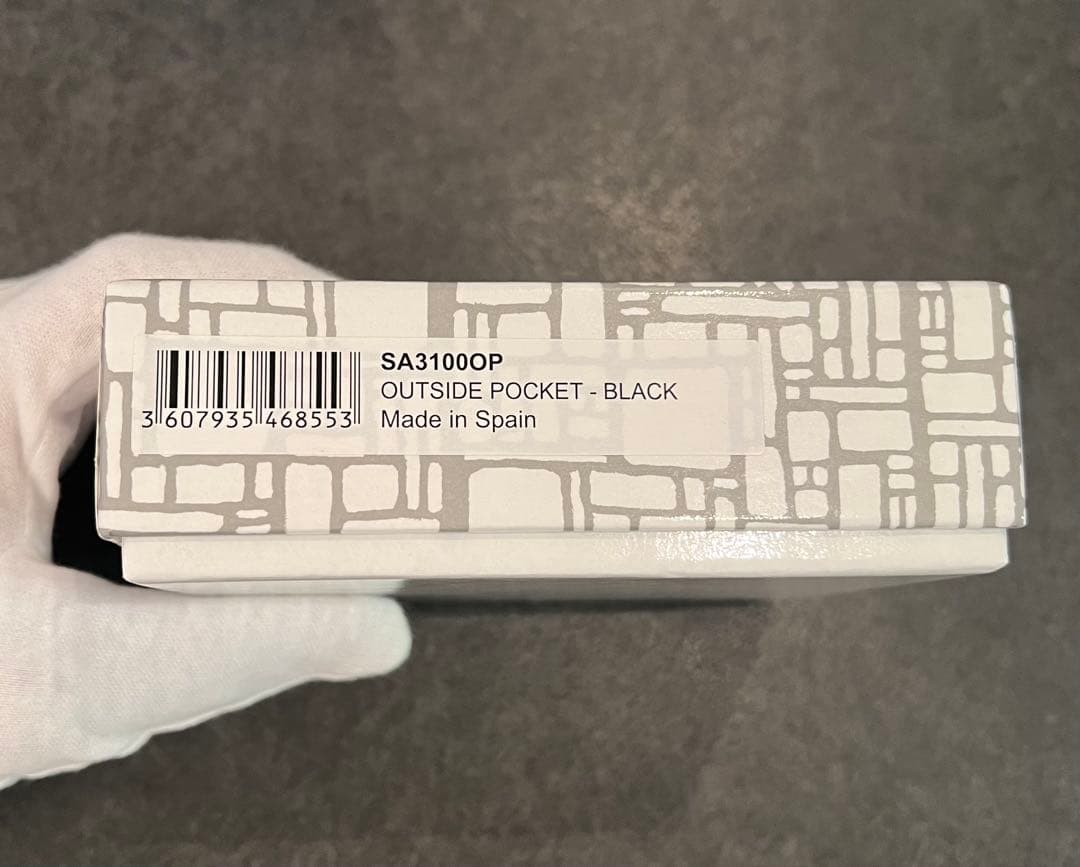 SA3100OP
OUTSIDE POCKET - BLACK
Made in Spain
3 607935 468553